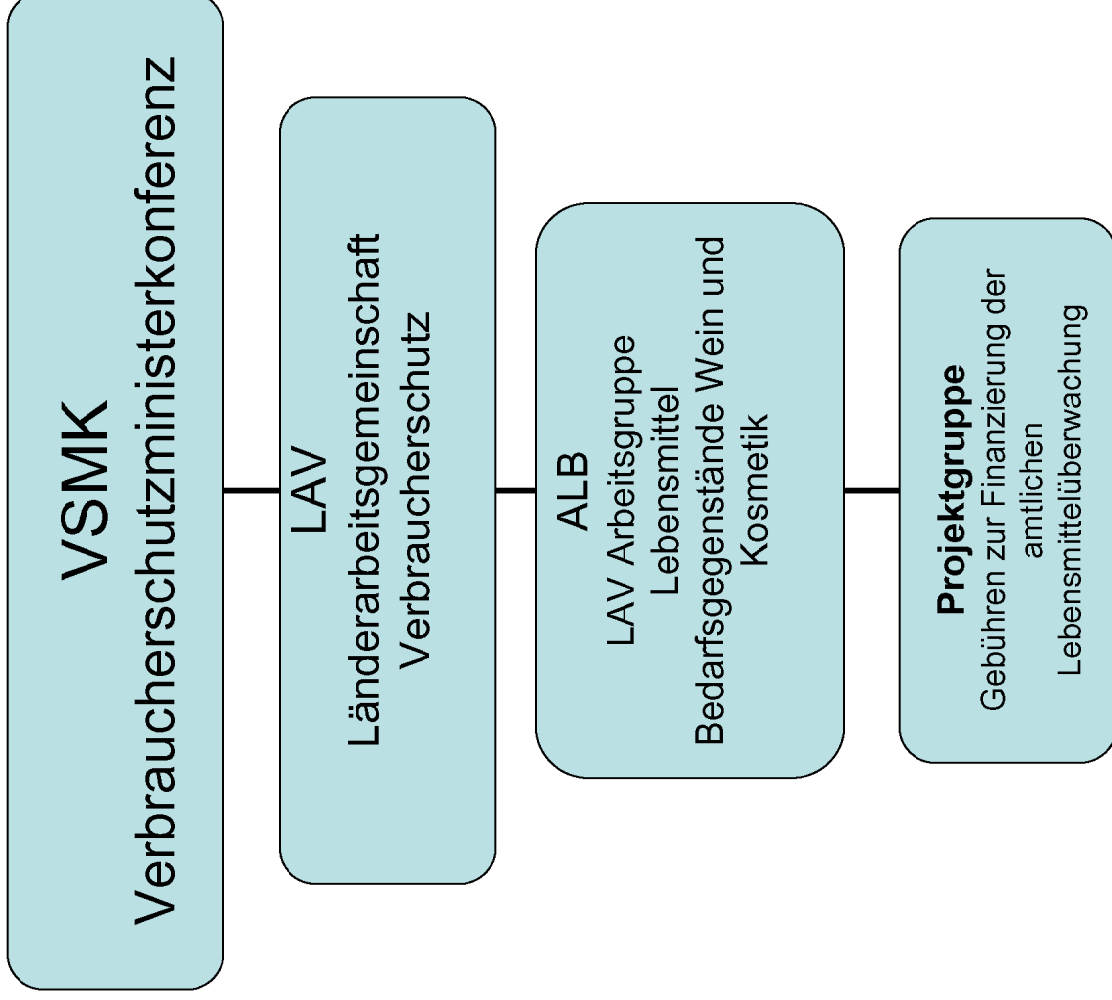 VSMK
Verbraucherschutzministerkonferenz
LAV
Länderarbeitsgemeinschaft
Verbraucherschutz
ALB
LAV Arbeitsgruppe
Lebensmittel
Bedarfsgegenstände Wein und
Kosmetik
Projektgruppe
Gebühren zur Finanzierung der
amtlichen
Lebensmittelüberwachung